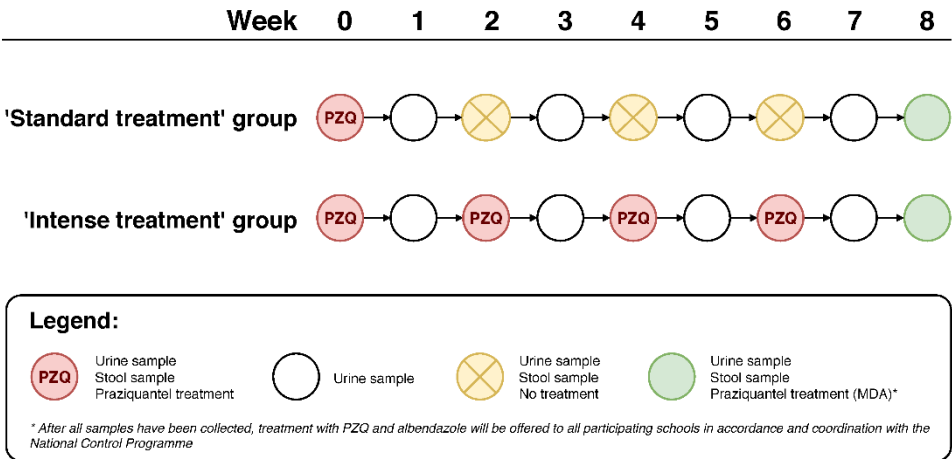 Week 0 1 2 3 4 5 6 7 8
'Standard treatment' group PZQ
'Intense treatment' group PZQ PZQ PZQ PZQ
Legend:
PZQ
Urine sample
Stool sample
Praziquantel treatment
Urine sample
Urine sample
Stool sample
No treatment
Urine sample
Stool sample
Praziquantel treatment (MDA)*
* After all samples have been collected, treatment with PZQ and albendazole will be offered to all participating schools in accordance and coordination with the
National Control Programme